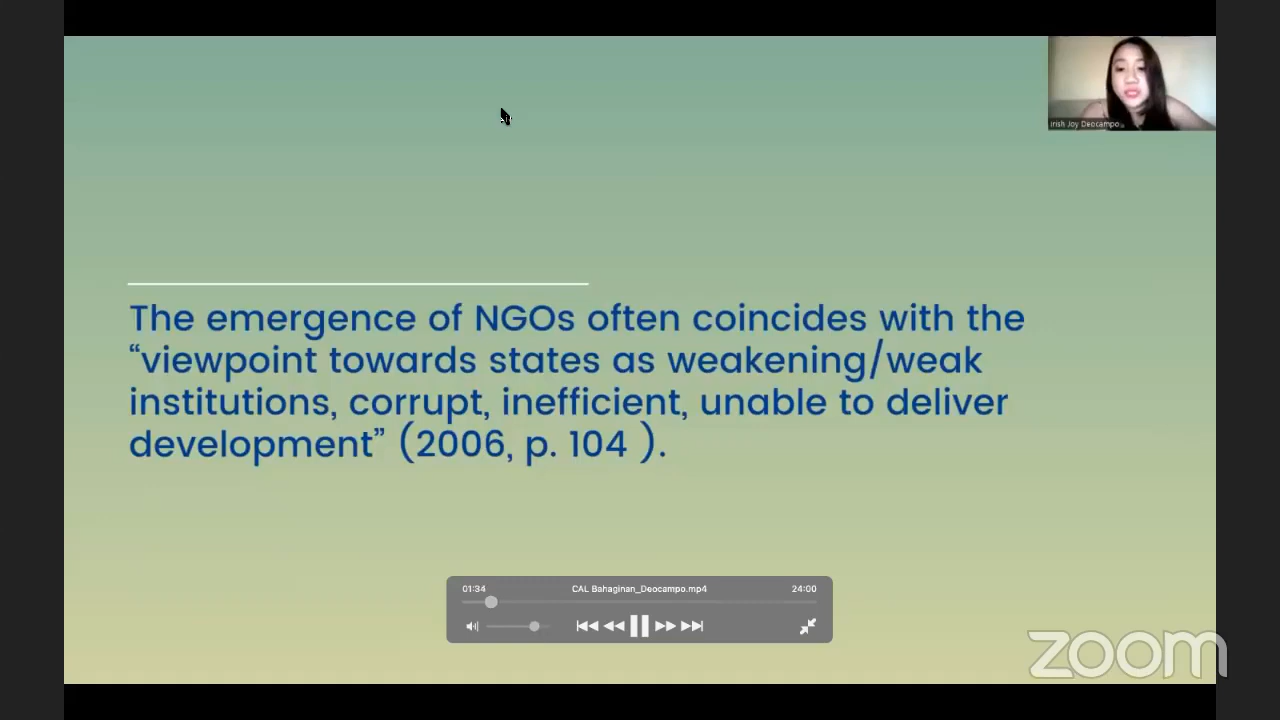 Irish Joy Deocampo
The emergence of NGOs often coincides with the
“viewpoint towards states as weakening/weak
institutions, corrupt, inefficient, unable to deliver
development” (2006, p. 104 ).
01:34
CAL Bahaginan_Deocampo.mp4
24:00
zoom